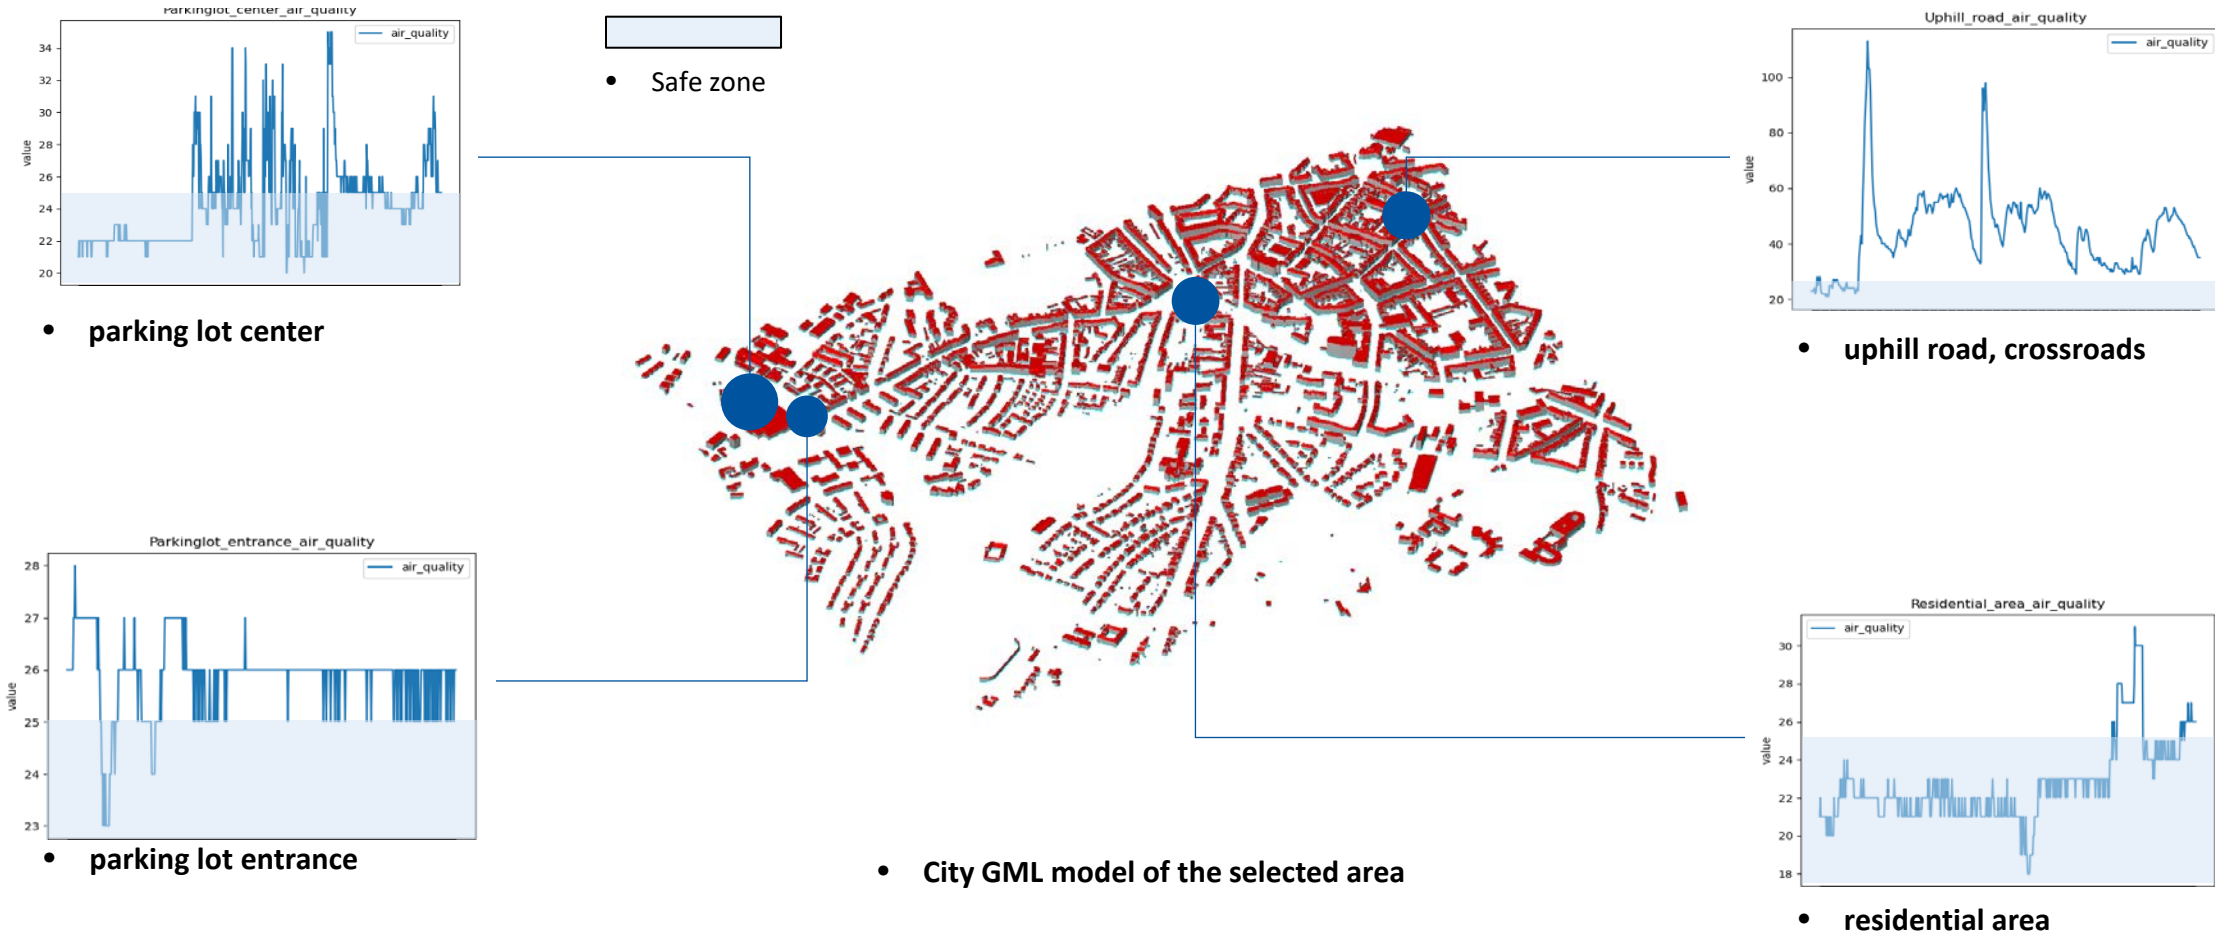 Parkinglot_center_air_quality
air_quality
34
32
30
28
26
24
22
20
value
• parking lot center
• Safe zone
Uphill_road_air_quality
air_quality
100
80
60
40
20
value
• uphill road, crossroads
Parkinglot_entrance_air_quality
air_quality
28
27
26
25
24
23
value
• parking lot entrance
• City GML model of the selected area
Residential_area_air_quality
air_quality
30
28
26
24
22
20
18
value
• residential area